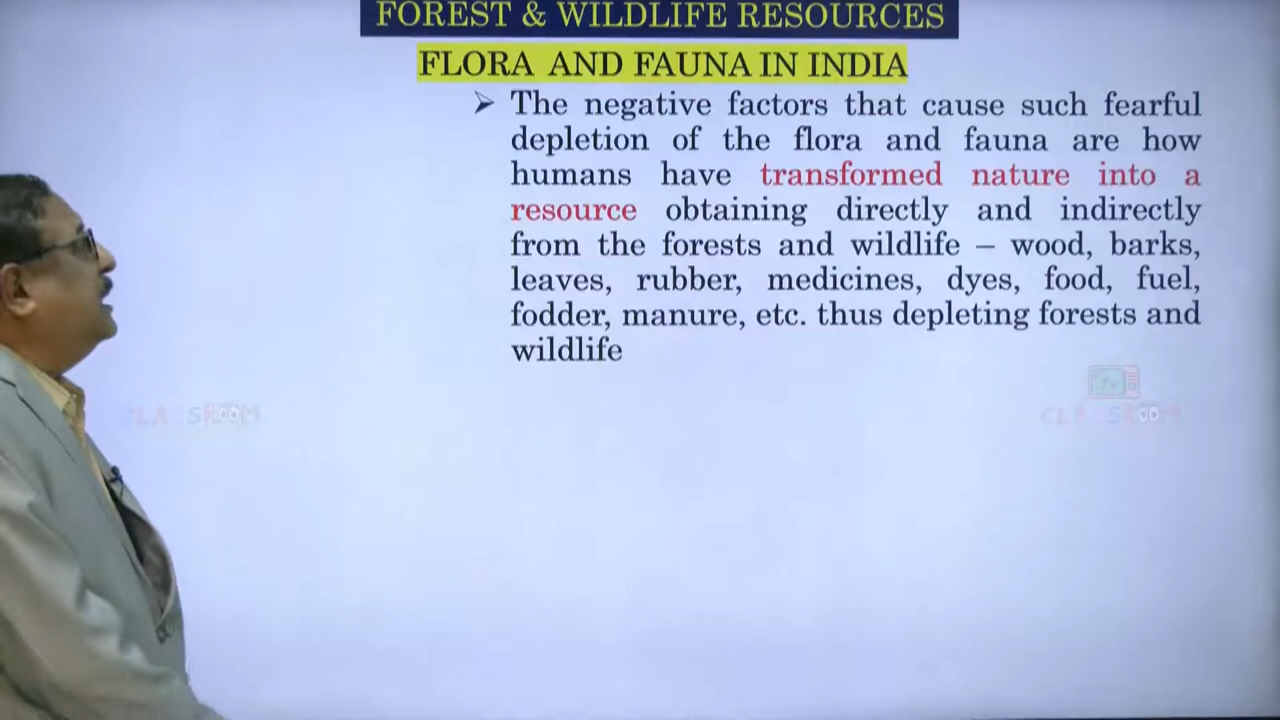 FOREST & WILDLIFE RESOURCES
FLORA AND FAUNA IN INDIA
➤ The negative factors that cause such fearful
depletion of the flora and fauna are how
humans have transformed nature into a
resource obtaining directly and indirectly
from the forests and wildlife – wood, barks,
leaves, rubber, medicines, dyes, food, fuel,
fodder, manure, etc. thus depleting forests and
wildlife